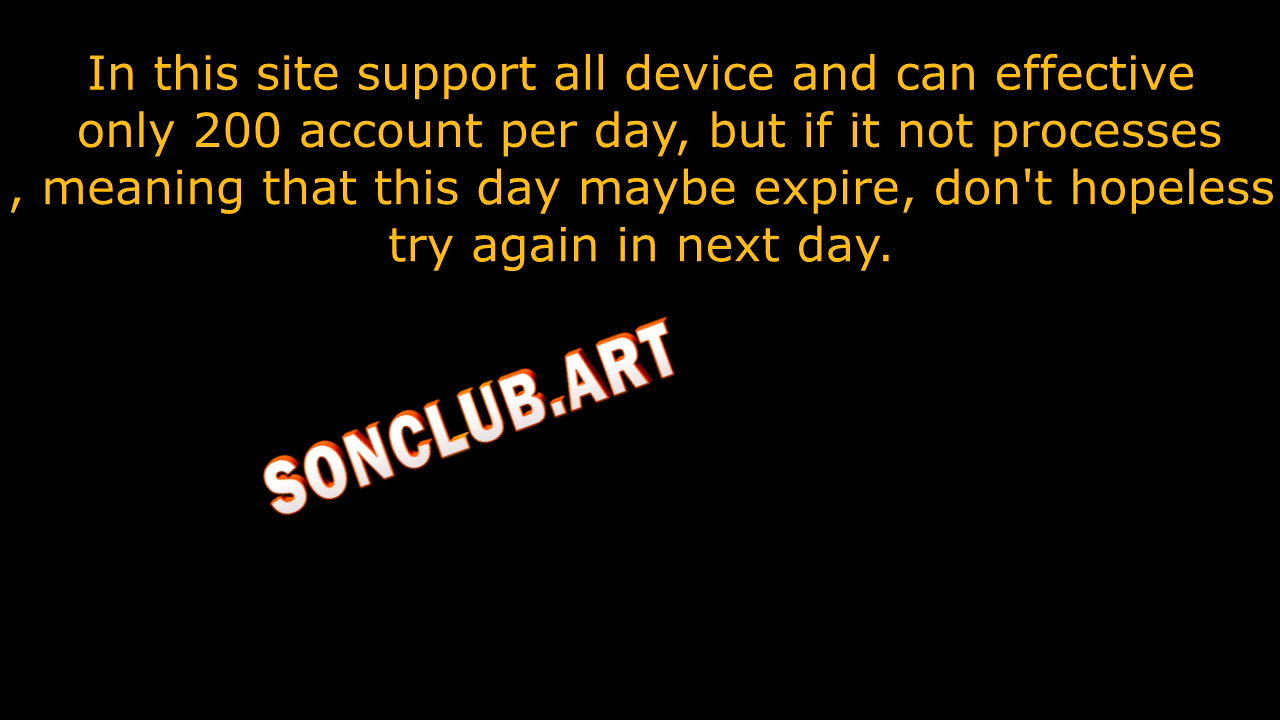 In this site support all device and can effective
only 200 account per day, but if it not processes
, meaning that this day maybe expire, don't hopeless
try again in next day.
SONCLUB.ART